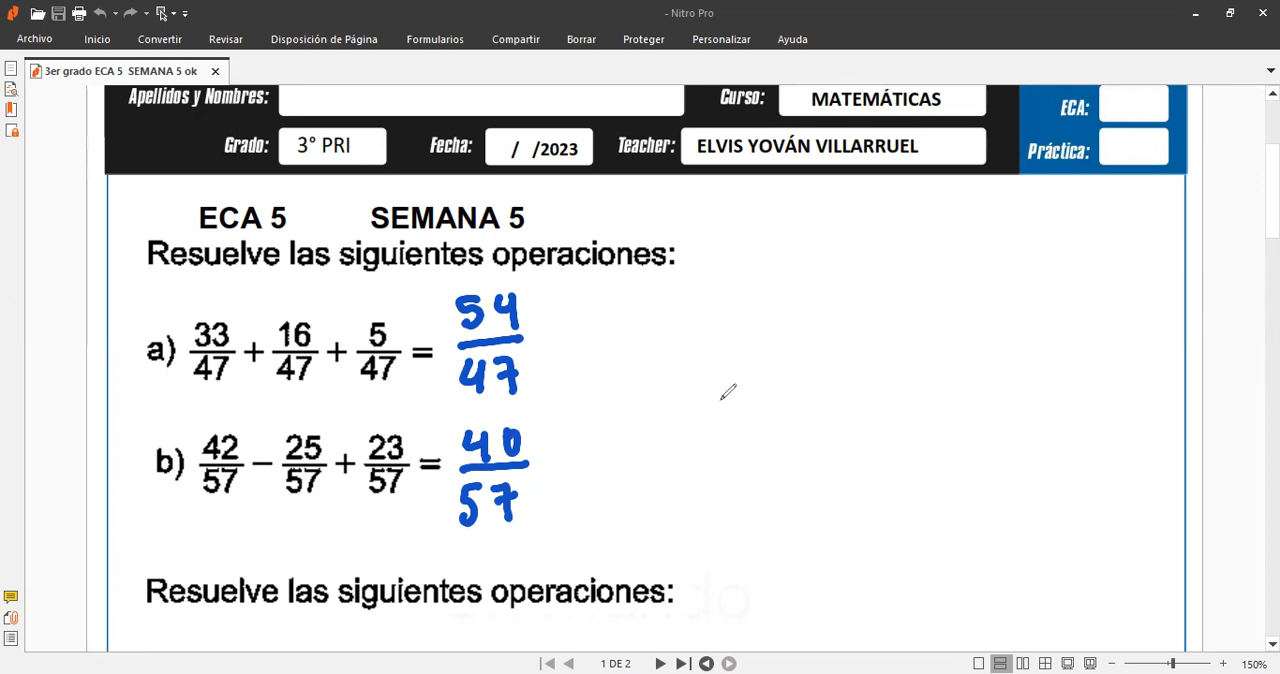 - Nitro Pro
Archivo Inicio Convertir Revisar Disposición de Página Formularios Compartir Borrar Proteger Personalizar Ayuda
3er grado ECA 5 SEMANA 5 ok
Apellidos y Nombres: Curso: MATEMÁTICAS ECA:
Grado: 3° PRI Fecha: / /2023 Teacher: ELVIS YOVÁN VILLARRUEL Práctica:
ECA 5 SEMANA 5
Resuelve las siguientes operaciones:
a) 33/47 + 16/47 + 5/47 = 54/47
b) 42/57 − 25/57 + 23/57 = 40/57
Resuelve las siguientes operaciones:
1 DE 2 150%